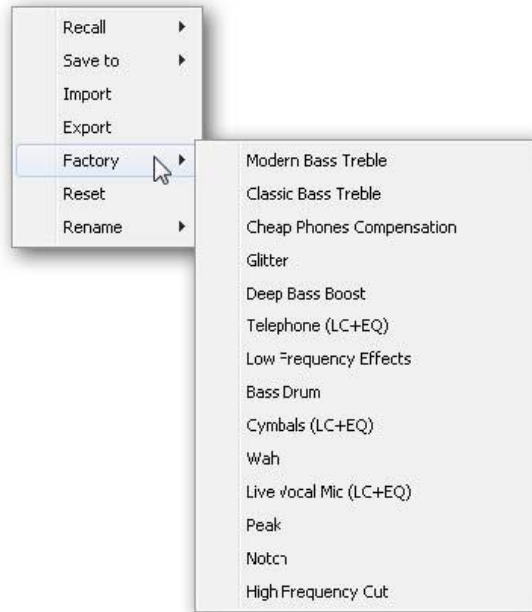 Recall
Save to
Import
Export
Factory
Reset
Rename
Modern Bass Treble
Classic Bass Treble
Cheap Phones Compensation
Glitter
Deep Bass Boost
Telephone (LC+EQ)
Low Frequency Effects
Bass Drum
Cymbals (LC+EQ)
Wah
Live Vocal Mic (LC+EQ)
Peak
Notch
High Frequency Cut